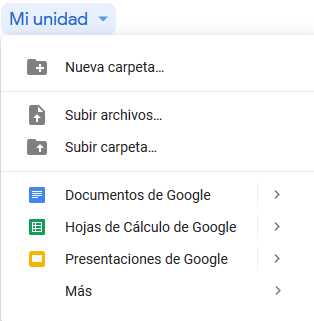 Mi unidad
Nueva carpeta...
Subir archivos...
Subir carpeta...
Documentos de Google
Hojas de Cálculo de Google
Presentaciones de Google
Más